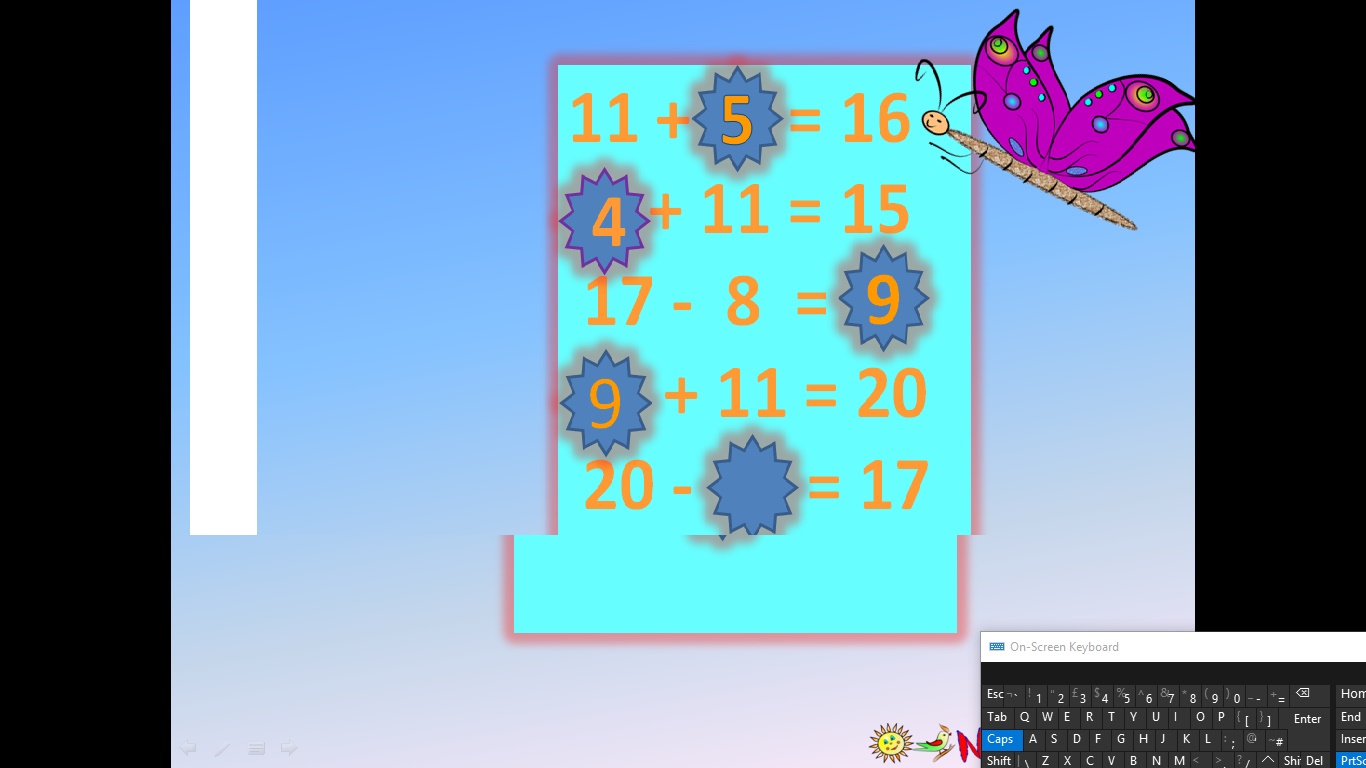 11 + 5 = 16
4 + 11 = 15
17 - 8 = 9
9 + 11 = 20
20 - = 17
N
On-Screen Keyboard
Esc ¬ ` ! 1 " 2 £ 3 $ 4 % 5 ^ 6 & 7 * 8 ( 9 ) 0 _ - + = Hom
Tab Q W E R T Y U I O P { [ } ] Enter End
Caps A S D F G H J K L : ; @ ~ # Inser
Shift | \ Z X C V B N M < , > . ? / Shi Del PrtSc